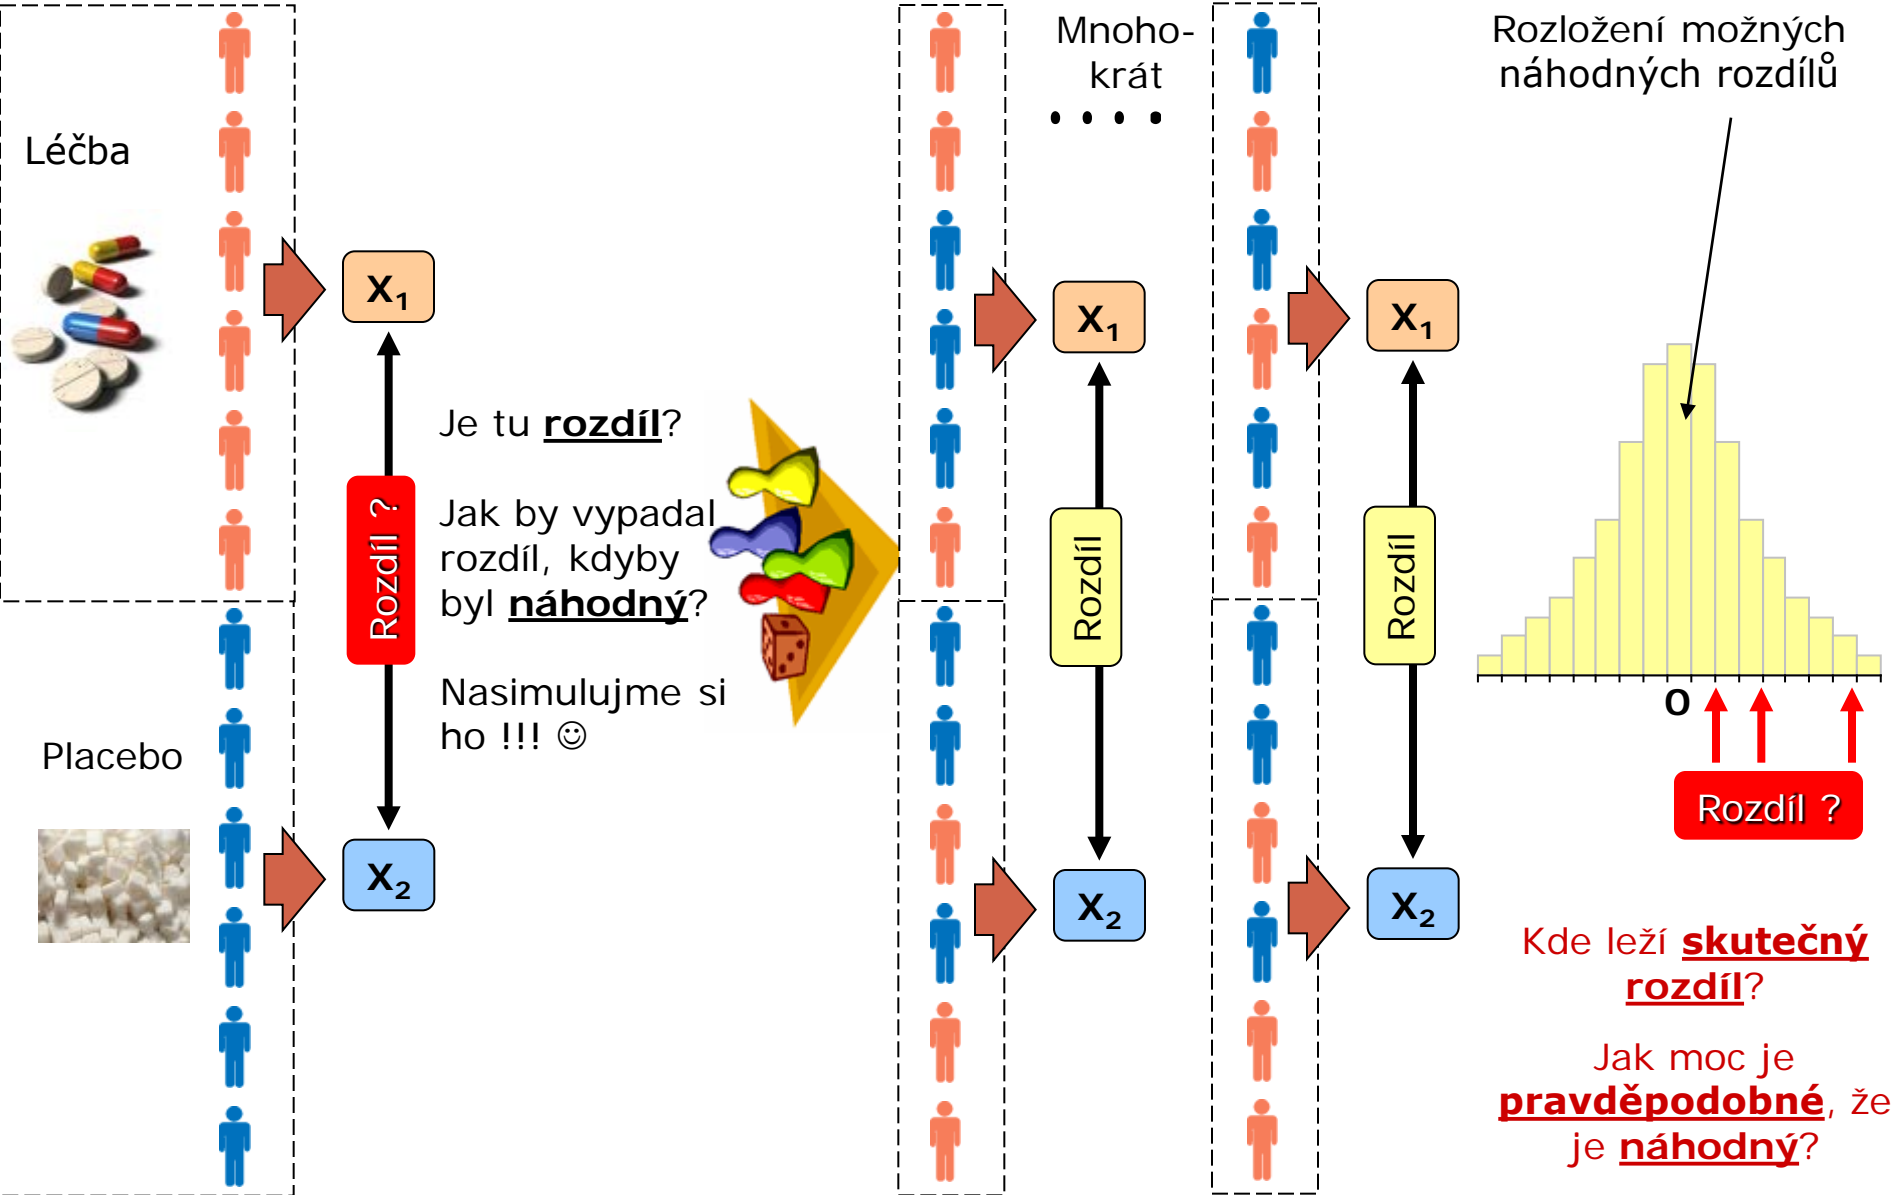 Léčba
Placebo
X₁
Rozdíl ?
X₂
Je tu rozdíl?
Jak by vypadal
rozdíl, kdyby
byl náhodný?
Nasimulujme si
ho !!! ☺
X₁
Rozdíl
X₂
Mnoho-
krát
. . . .
X₁
Rozdíl
X₂
Rozložení možných
náhodných rozdílů
0
Rozdíl ?
Kde leží skutečný
rozdíl?
Jak moc je
pravděpodobné, že
je náhodný?